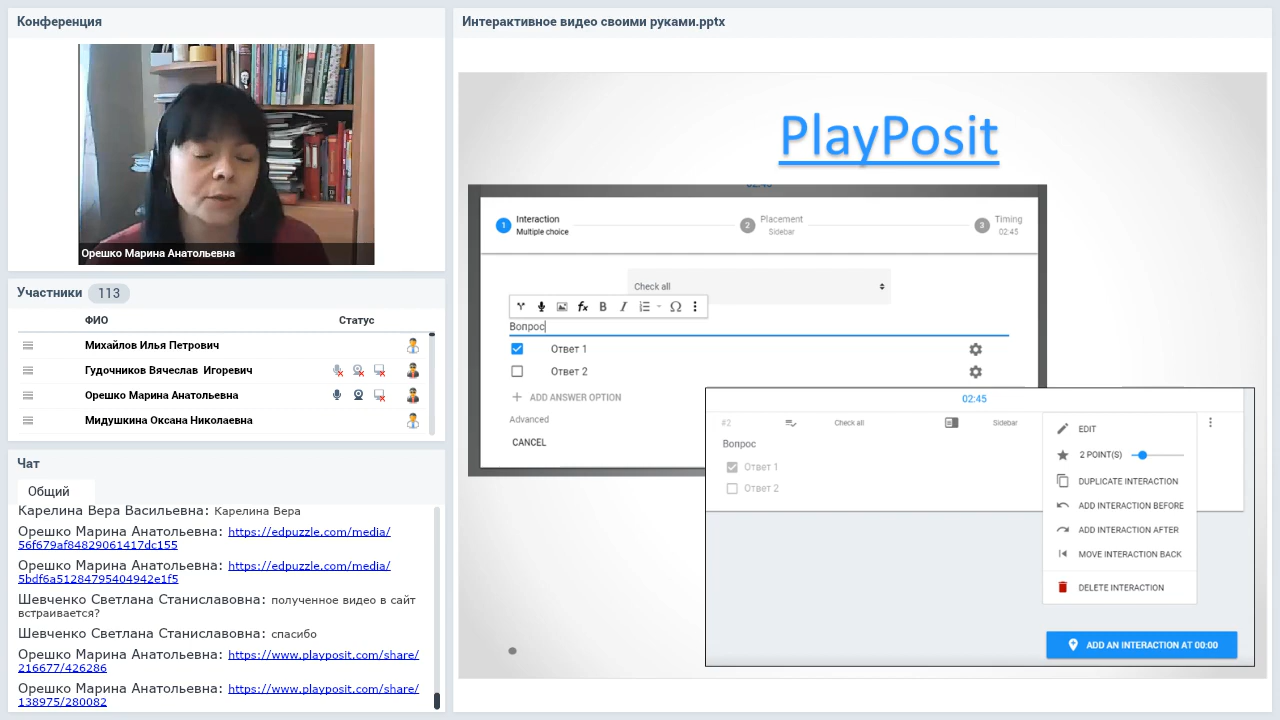 Конференция
Орешко Марина Анатольевна
Участники 113
ФИО Статус
Михайлов Илья Петрович
Гудочников Вячеслав Игоревич
Орешко Марина Анатольевна
Мидушкина Оксана Николаевна
Чат
Общий
Карелина Вера Васильевна: Карелина Вера
Орешко Марина Анатольевна: https://edpuzzle.com/media/
56f679af84829061417dc155
Орешко Марина Анатольевна: https://edpuzzle.com/media/
5bdf6a51284795404942e1f5
Шевченко Светлана Станиславовна: полученное видео в сайт
встраивается?
Шевченко Светлана Станиславовна: спасибо
Орешко Марина Анатольевна: https://www.playposit.com/share/
216677/426286
Орешко Марина Анатольевна: https://www.playposit.com/share/
138975/280082
Интерактивное видео своими руками.pptx
PlayPosit
02:45
1 Interaction
Multiple choice
2 Placement
Sidebar
3 Timing
02:45
Check all
fx B I Ω
Вопрос
Ответ 1
Ответ 2
+ ADD ANSWER OPTION
Advanced
CANCEL
02:45
#2 Check all Sidebar
Вопрос
Ответ 1
Ответ 2
EDIT
2 POINT(S)
DUPLICATE INTERACTION
ADD INTERACTION BEFORE
ADD INTERACTION AFTER
MOVE INTERACTION BACK
DELETE INTERACTION
ADD AN INTERACTION AT 00:00